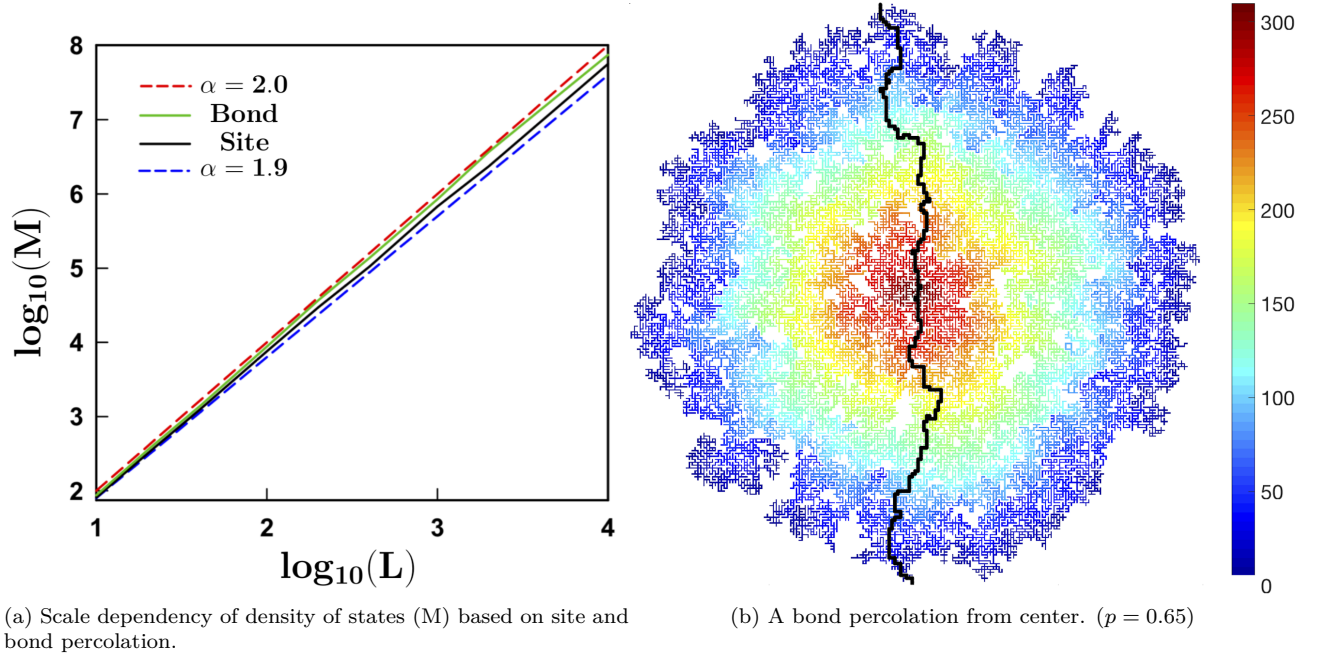 8
7
6
5
4
3
2
1
2
3
4
log₁₀(M)
log₁₀(L)
α = 2.0
Bond
Site
α = 1.9
300
250
200
150
100
50
0
(a) Scale dependency of density of states (M) based on site and
bond percolation.
(b) A bond percolation from center. (p = 0.65)